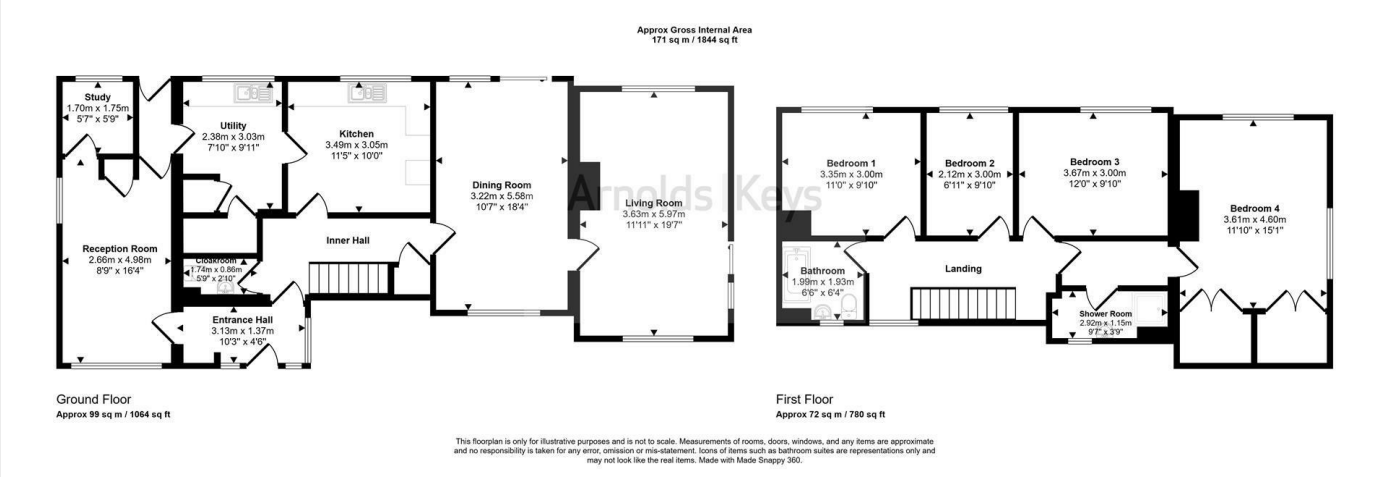 Approx Gross Internal Area
171 sq m / 1844 sq ft
Study
1.70m x 1.75m
5'7" x 5'9"
Utility
2.38m x 3.03m
7'10" x 9'11"
Kitchen
3.49m x 3.05m
11'5" x 10'0"
Dining Room
3.22m x 5.58m
10'7" x 18'4"
Living Room
3.63m x 5.97m
11'11" x 19'7"
Reception Room
2.66m x 4.98m
8'9" x 16'4"
Inner Hall
Cloakroom
1.74m x 0.86m
5'9" x 2'10"
Entrance Hall
3.13m x 1.37m
10'3" x 4'6"
Arnolds | Keys
Bedroom 1
3.35m x 3.00m
11'0" x 9'10"
Bedroom 2
2.12m x 3.00m
6'11" x 9'10"
Bedroom 3
3.67m x 3.00m
12'0" x 9'10"
Bedroom 4
3.61m x 4.60m
11'10" x 15'1"
Bathroom
1.99m x 1.93m
6'6" x 6'4"
Landing
Shower Room
2.92m x 1.15m
9'7" x 3'9"
Ground Floor
Approx 99 sq m / 1064 sq ft
First Floor
Approx 72 sq m / 780 sq ft
This floorplan is only for illustrative purposes and is not to scale. Measurements of rooms, doors, windows, and any items are approximate
and no responsibility is taken for any error, omission or mis-statement. Icons of items such as bathroom suites are representations only and
may not look like the real items. Made with Made Snappy 360.